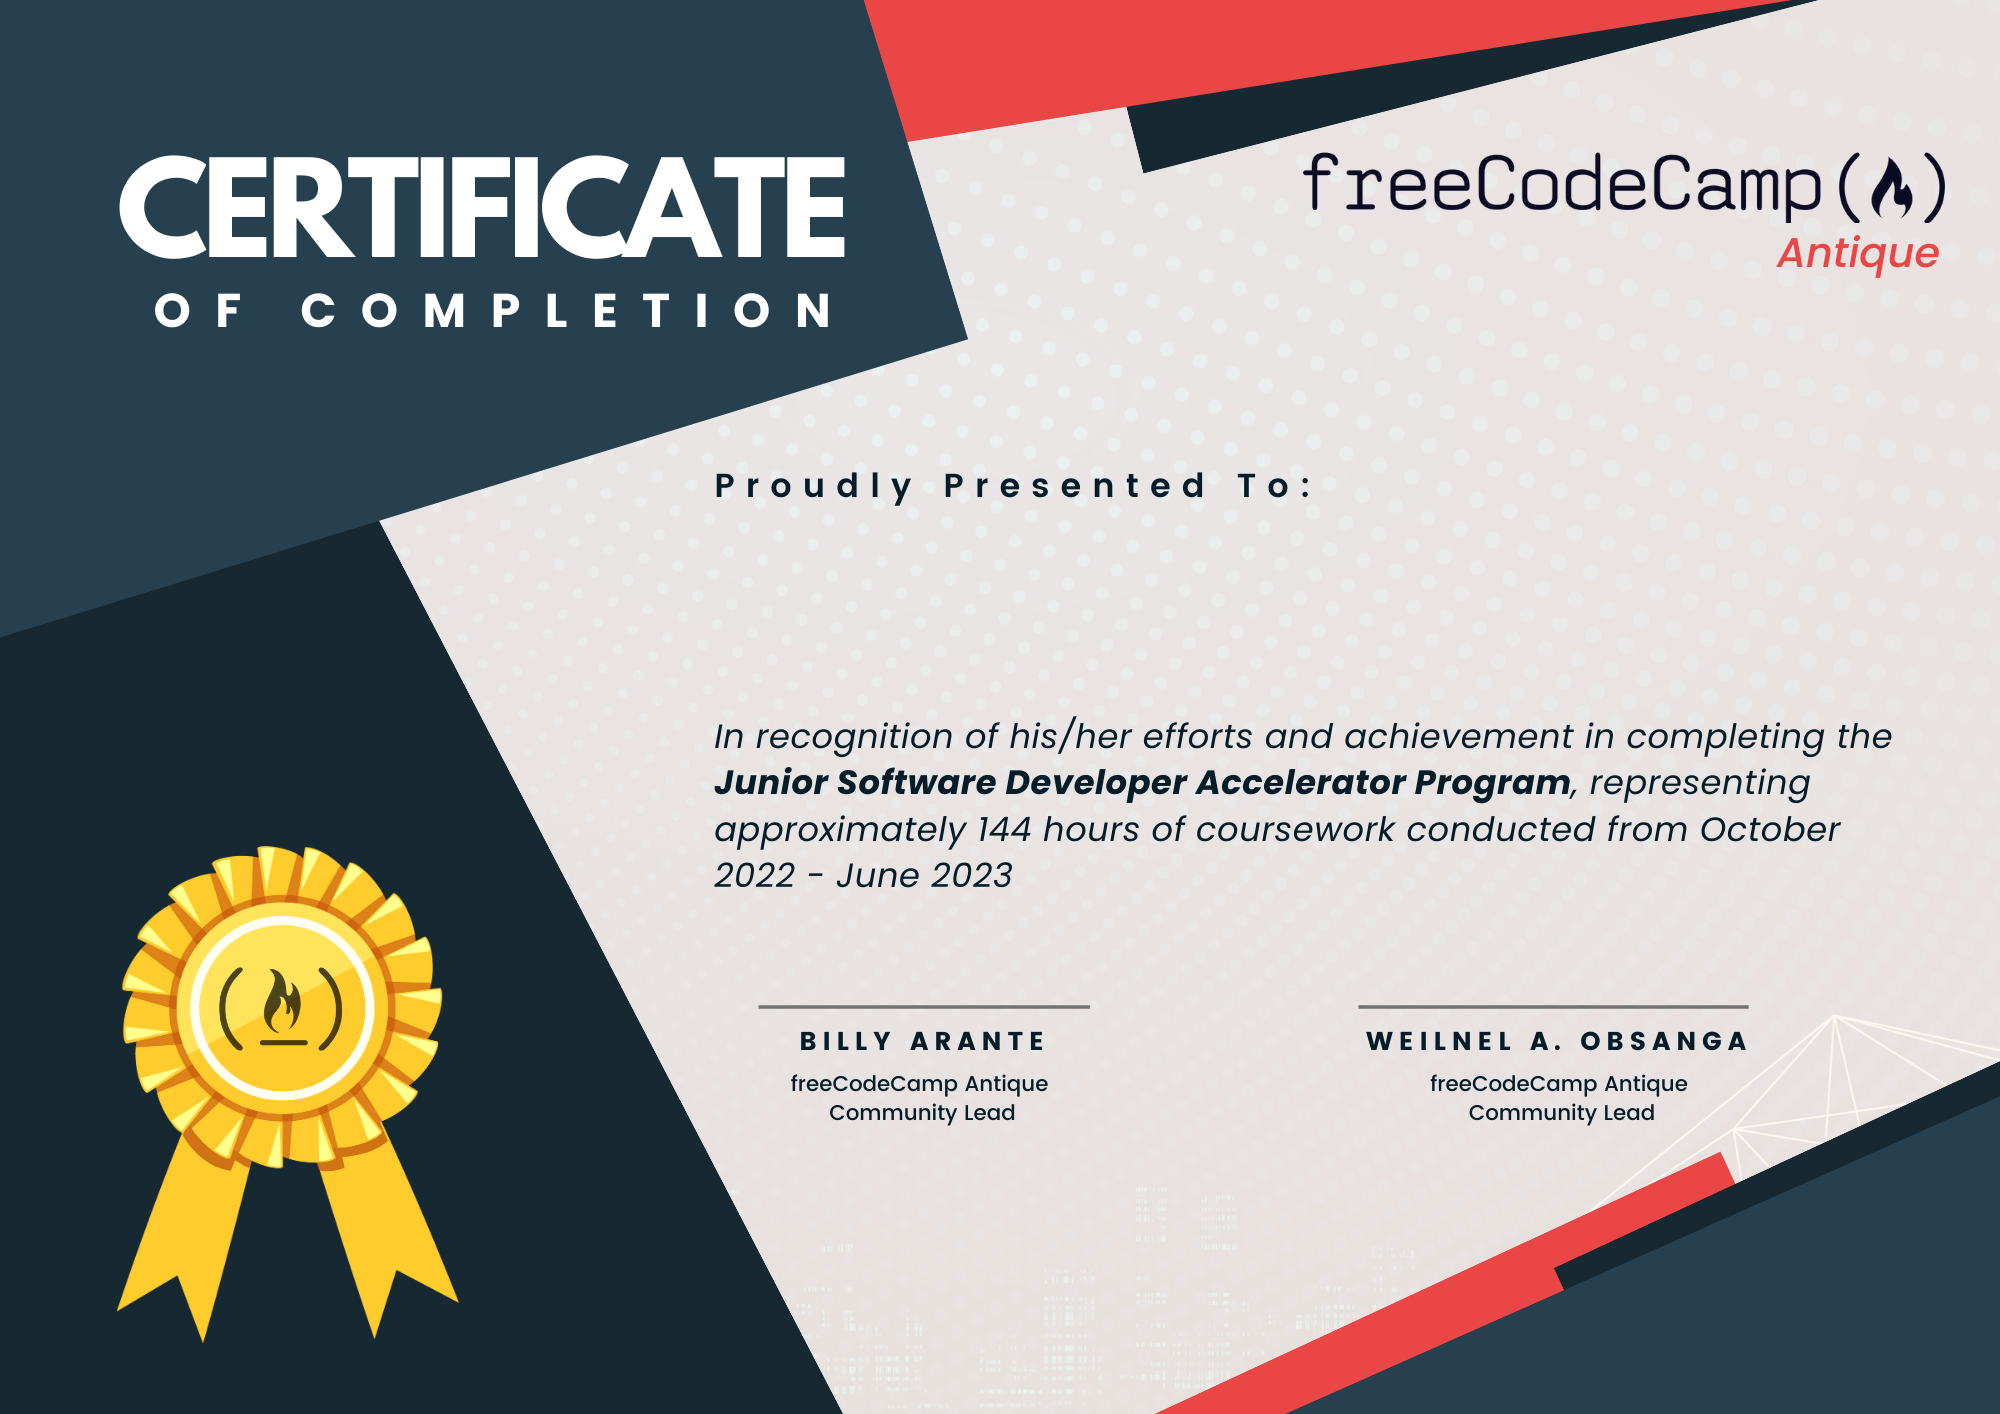 CERTIFICATE
OF COMPLETION
freeCodeCamp(🔥)
Antique
Proudly Presented To:
In recognition of his/her efforts and achievement in completing the
Junior Software Developer Accelerator Program, representing
approximately 144 hours of coursework conducted from October
2022 - June 2023
BILLY ARANTE
freeCodeCamp Antique
Community Lead
WEILNEL A. OBSANGA
freeCodeCamp Antique
Community Lead